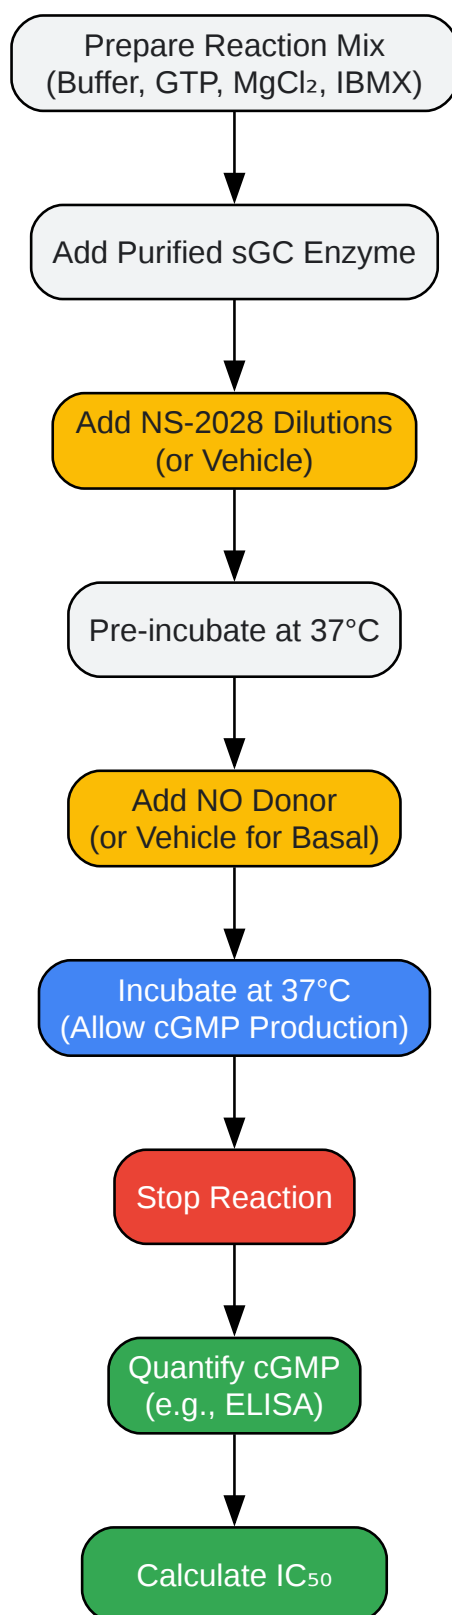 Prepare Reaction Mix
(Buffer, GTP, MgCl₂, IBMX)
Add Purified sGC Enzyme
Add NS-2028 Dilutions
(or Vehicle)
Pre-incubate at 37°C
Add NO Donor
(or Vehicle for Basal)
Incubate at 37°C
(Allow cGMP Production)
Stop Reaction
Quantify cGMP
(e.g., ELISA)
Calculate IC₅₀